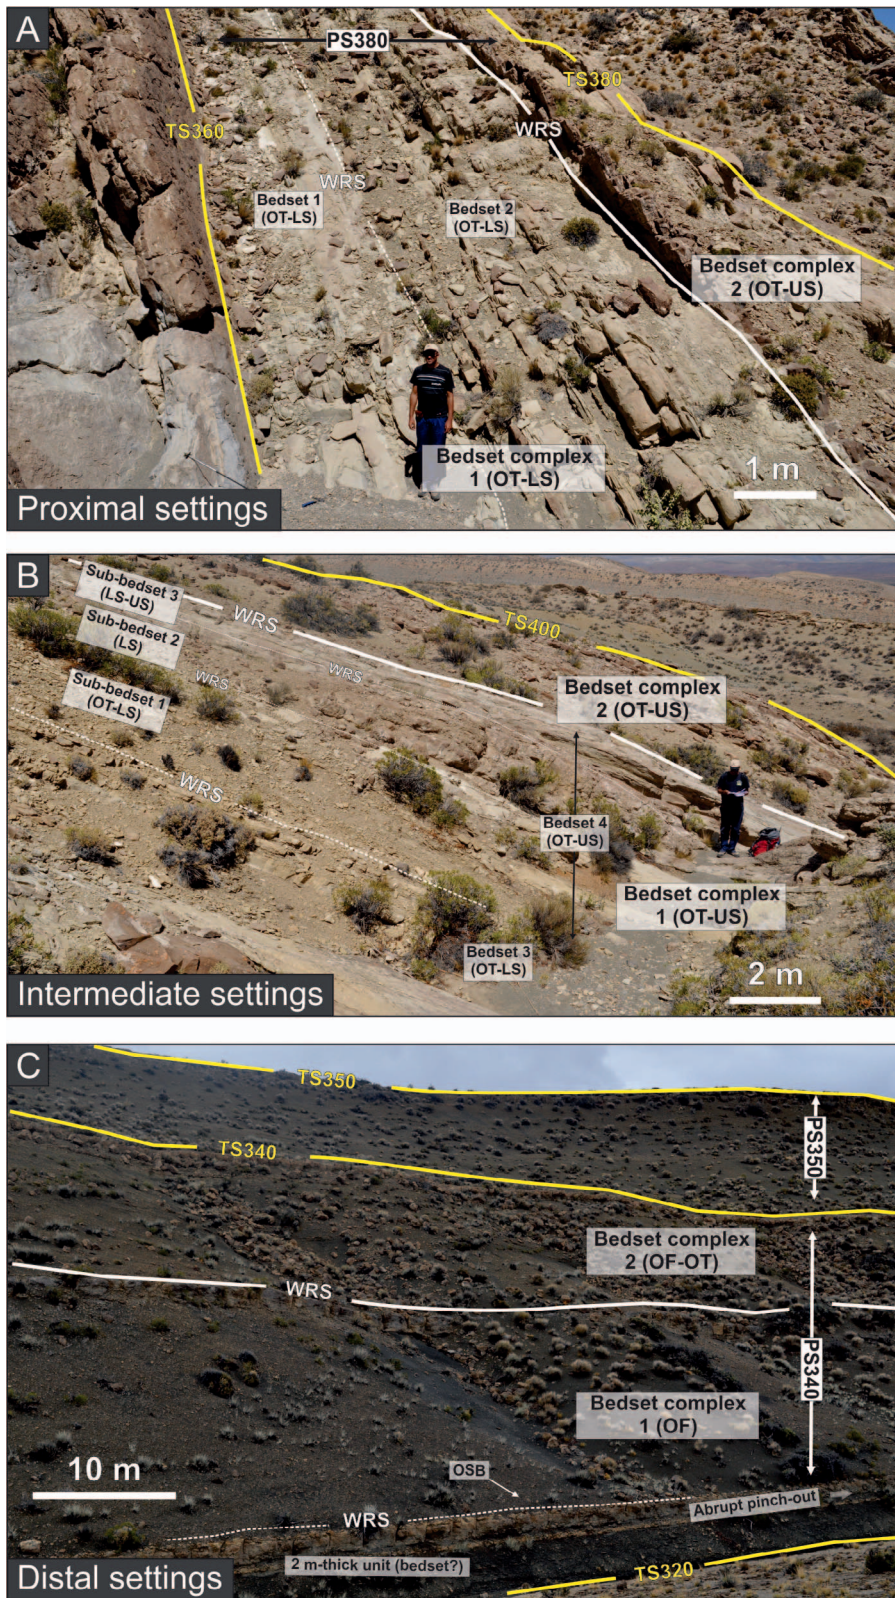 A
PS380
TS360
TS380
WRS
WRS
Bedset 1
(OT-LS)
Bedset 2
(OT-LS)
Bedset complex
2 (OT-US)
Bedset complex
1 (OT-LS)
1 m
Proximal settings
B
Sub-bedset 3
(LS-US)
WRS
TS400
Sub-bedset 2
(LS)
WRS
WRS
Sub-bedset 1
(OT-LS)
Bedset complex
2 (OT-US)
WRS
Bedset 4
(OT-US)
Bedset complex
1 (OT-US)
Bedset 3
(OT-LS)
2 m
Intermediate settings
C
TS350
PS350
TS340
Bedset complex
2 (OF-OT)
WRS
PS340
Bedset complex
1 (OF)
10 m
OSB
Abrupt pinch-out
WRS
2 m-thick unit (bedset?)
TS320
Distal settings